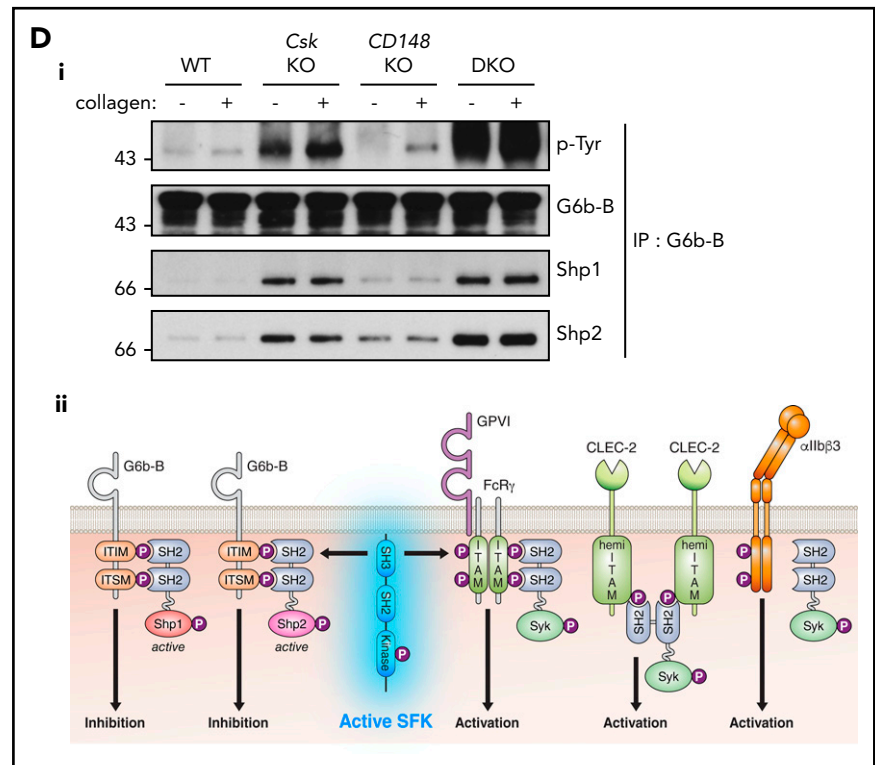 D
i
WT Csk KO CD148 KO DKO
collagen: - + - + - + - +
43 - p-Tyr
43 - G6b-B
IP : G6b-B
66 - Shp1
66 - Shp2
ii
GPVI
G6b-B G6b-B FcRγ CLEC-2 CLEC-2 αIIbβ3
ITIM P SH2 ITIM P SH2 SH3 P ITAM ITAM P SH2 hemi ITAM hemi ITAM P SH2
ITSM P SH2 ITSM P SH2 SH2 P P SH2 P P P SH2
SH2 SH2
Shp1 P Shp2 P Kinase P Syk P Syk P Syk P
active active
Inhibition Inhibition Active SFK Activation Activation Activation